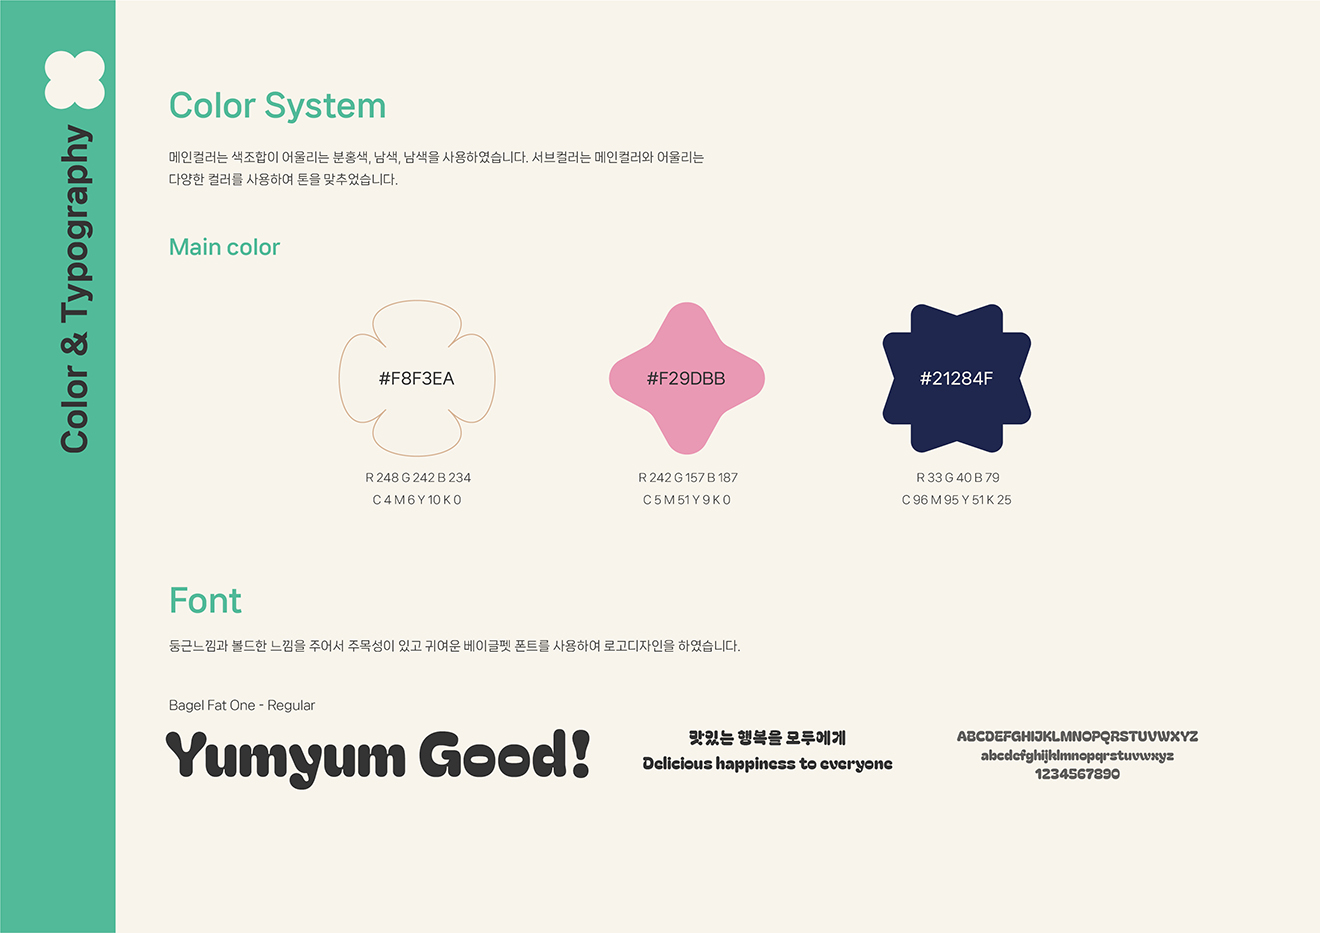 Color & Typography
Color System
메인컬러는 색조합이 어울리는 분홍색, 남색, 남색을 사용하였습니다. 서브컬러는 메인컬러와 어울리는
다양한 컬러를 사용하여 톤을 맞추었습니다.
Main color
#F8F3EA
#F29DBB
#21284F
R 248 G 242 B 234
R 242 G 157 B 187
R 33 G 40 B 79
C 4 M 6 Y 10 K 0
C 5 M 51 Y 9 K 0
C 96 M 95 Y 51 K 25
Font
둥근느낌과 볼드한 느낌을 주어서 주목성이 있고 귀여운 베이글펫 폰트를 사용하여 로고디자인을 하였습니다.
Bagel Fat One - Regular
Yumyum Good!
맛있는 행복을 모두에게
Delicious happiness to everyone
ABCDEFGHIJKLMNOPQRSTUVWXYZ
abcdefghijklmnopqrstuvwxyz
1234567890